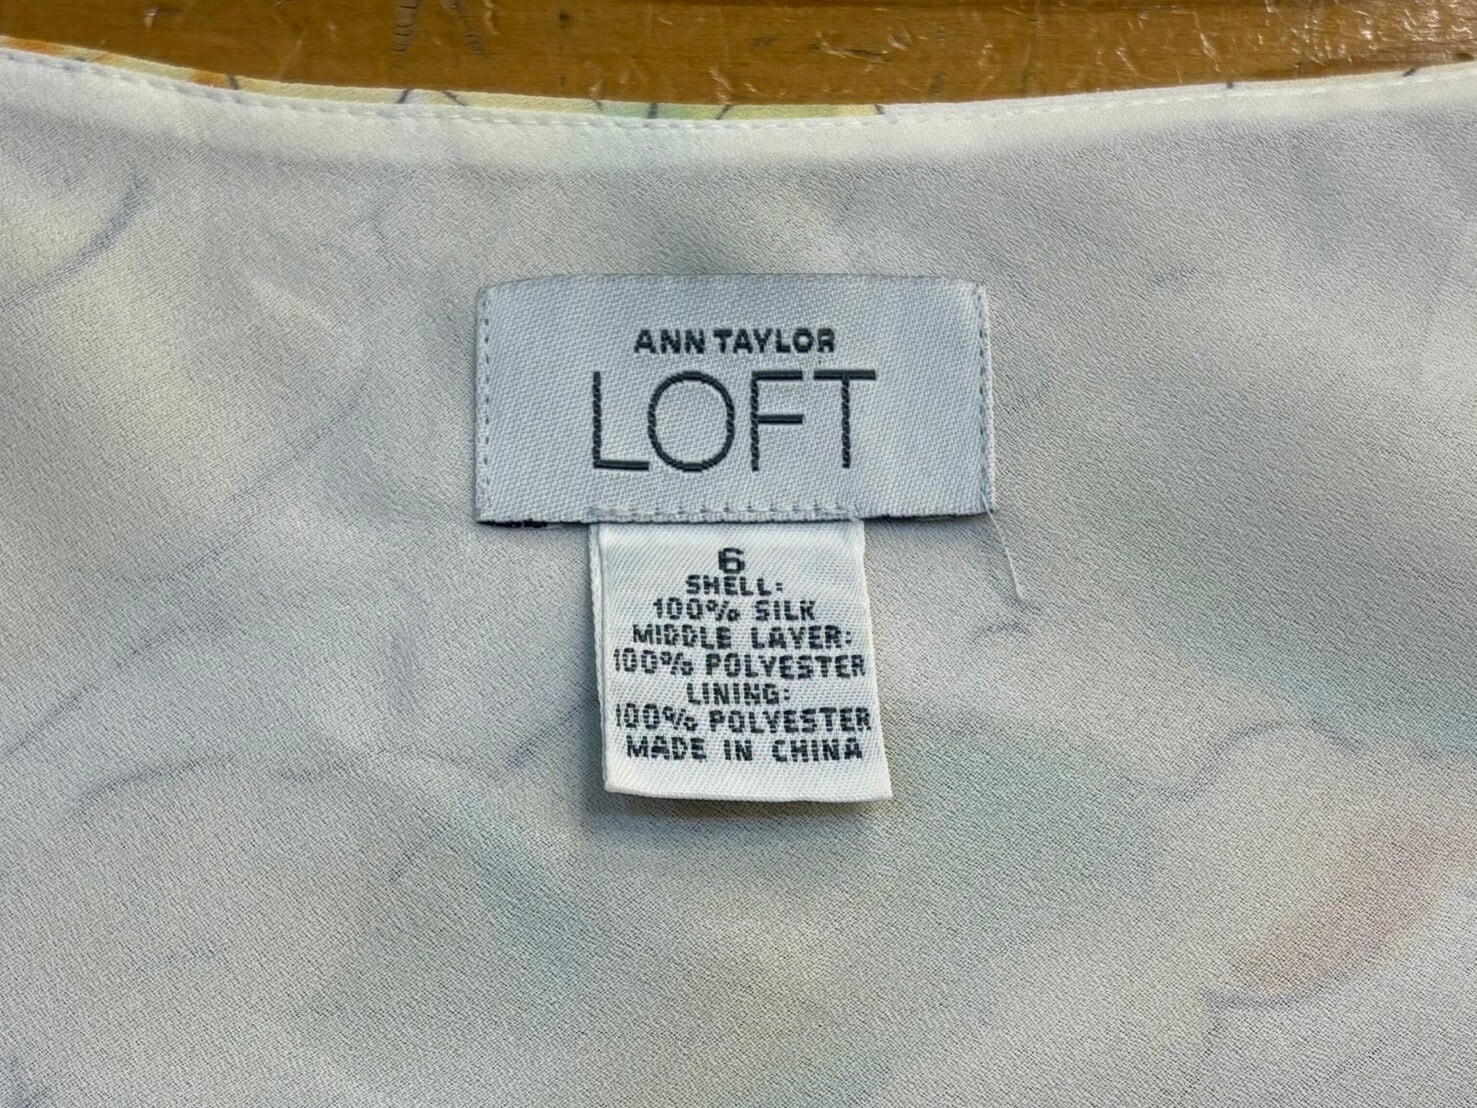 ANN TAYLOR
LOFT
6
SHELL:
100% SILK
MIDDLE LAYER:
100% POLYESTER
LINING:
100% POLYESTER
MADE IN CHINA